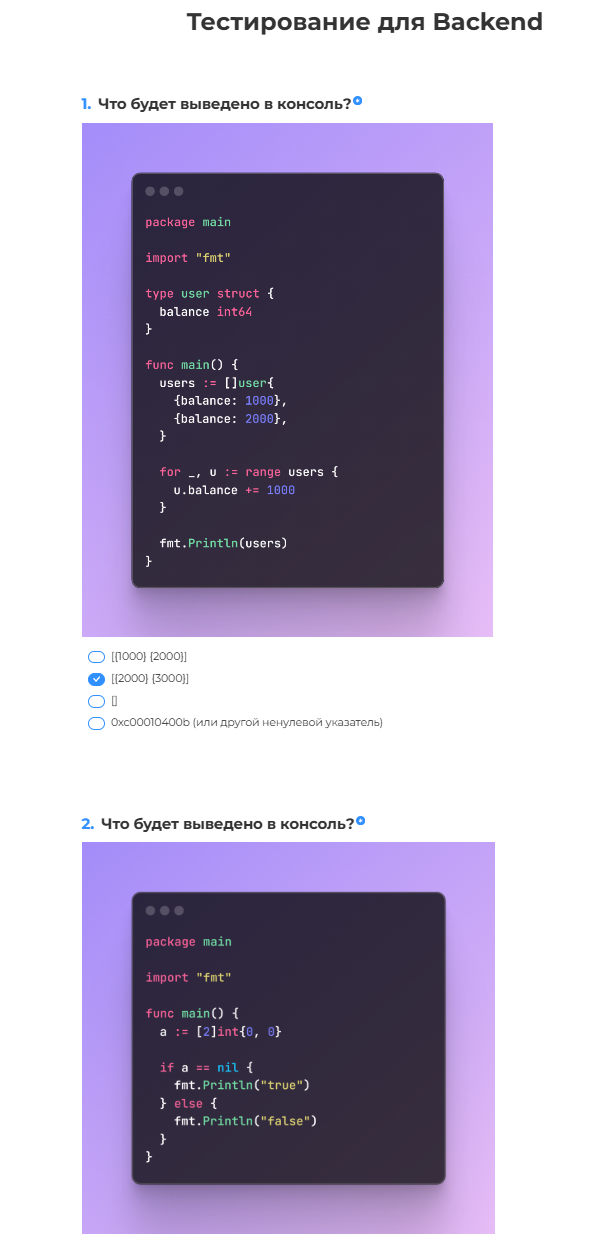 Тестирование для Backend
1. Что будет выведено в консоль?
package main
import "fmt"
type user struct {
  balance int64
}
func main() {
  users := []user{
    {balance: 1000},
    {balance: 2000},
  }
  for _, u := range users {
    u.balance += 1000
  }
  fmt.Println(users)
}
[{1000} {2000}]
[{2000} {3000}]
[]
0xc00010400b (или другой ненулевой указатель)
2. Что будет выведено в консоль?
package main
import "fmt"
func main() {
  a := [2]int{0, 0}
  if a == nil {
    fmt.Println("true")
  } else {
    fmt.Println("false")
  }
}